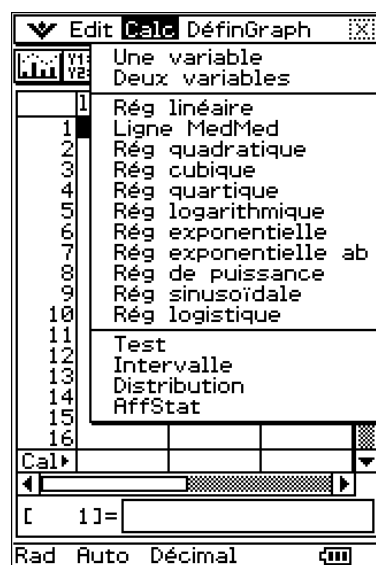 Edit Calc DéfinGraph
Une variable
Deux variables
Rég linéaire
Ligne MedMed
Rég quadratique
Rég cubique
Rég quartique
Rég logarithmique
Rég exponentielle
Rég exponentielle ab
Rég de puissance
Rég sinusoïdale
Rég logistique
Test
Intervalle
Distribution
AffStat
1
2
3
4
5
6
7
8
9
10
11
12
13
14
15
16
Cal
[ 1]=
Rad Auto Décimal